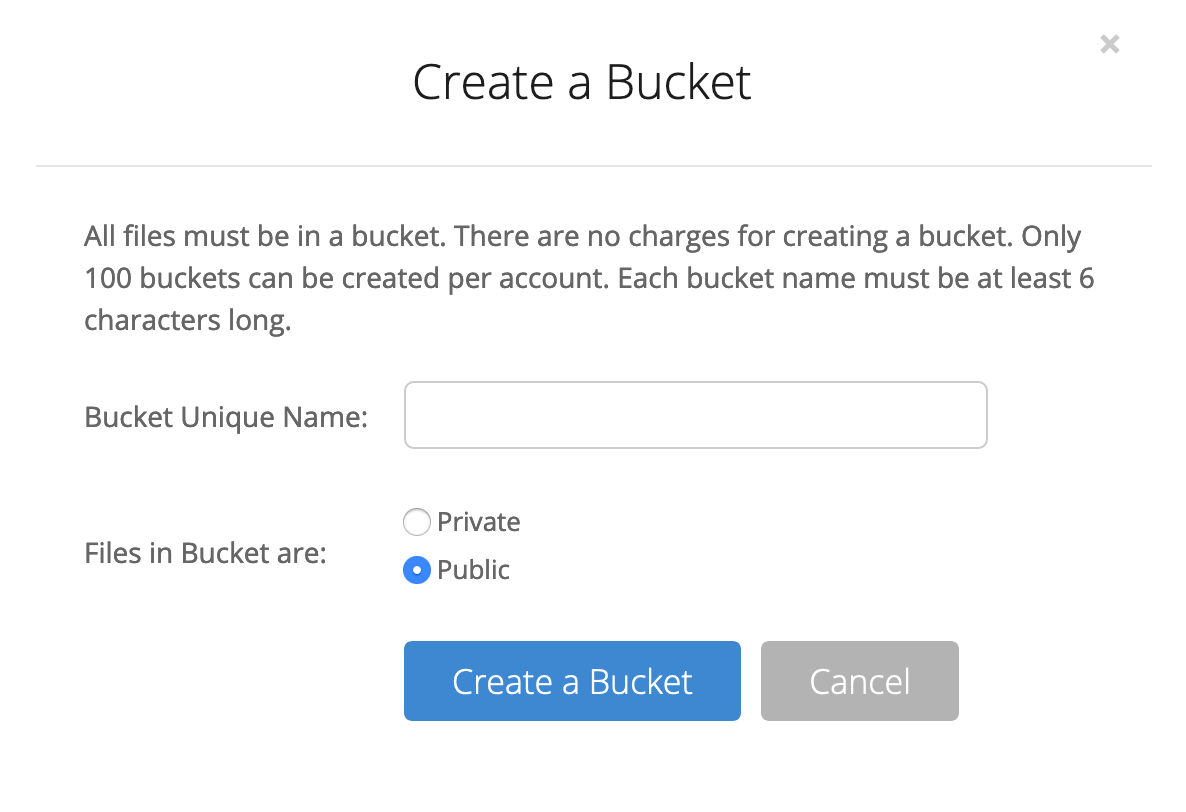 Create a Bucket
All files must be in a bucket. There are no charges for creating a bucket. Only
100 buckets can be created per account. Each bucket name must be at least 6
characters long.
Bucket Unique Name:
Files in Bucket are:
Private
Public
Create a Bucket
Cancel